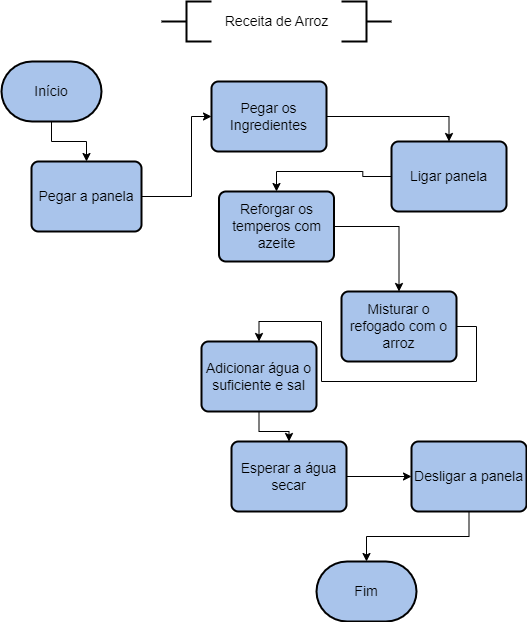 Receita de Arroz
Início
Pegar a panela
Pegar os
Ingredientes
Ligar panela
Reforgar os
temperos com
azeite
Misturar o
refogado com o
arroz
Adicionar água o
suficiente e sal
Esperar a água
secar
Desligar a panela
Fim